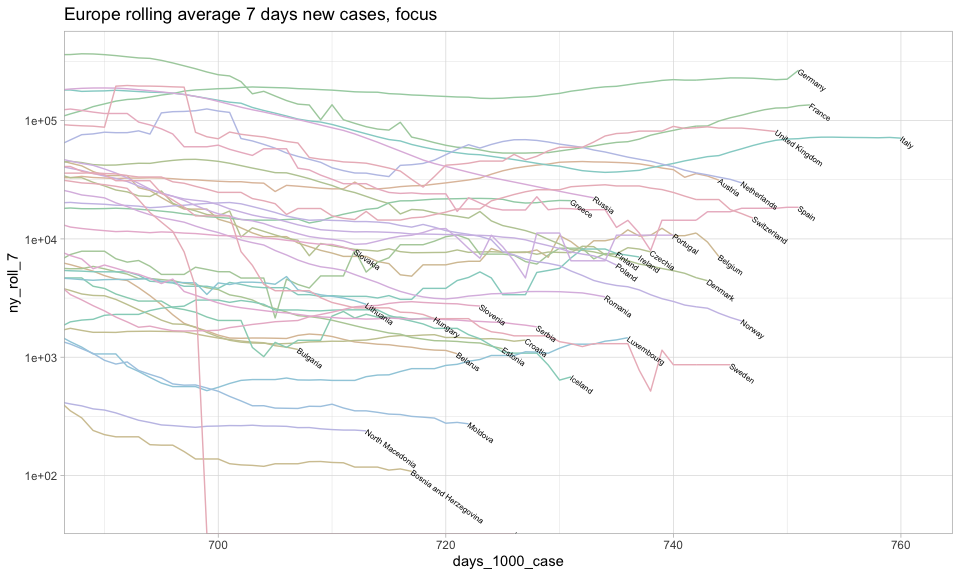 Europe rolling average 7 days new cases, focus
ny_roll_7
1e+05
1e+04
1e+03
1e+02
Germany
France
United Kingdom
Italy
Austria
Netherlands
Spain
Switzerland
Russia
Greece
Portugal
Belgium
Slovakia
Finland
Ireland
Czechia
Poland
Denmark
Romania
Norway
Lithuania
Hungary
Slovenia
Serbia
Croatia
Estonia
Luxembourg
Bulgaria
Belarus
Sweden
Iceland
Moldova
North Macedonia
Bosnia and Herzegovina
700
720
740
760
days_1000_case